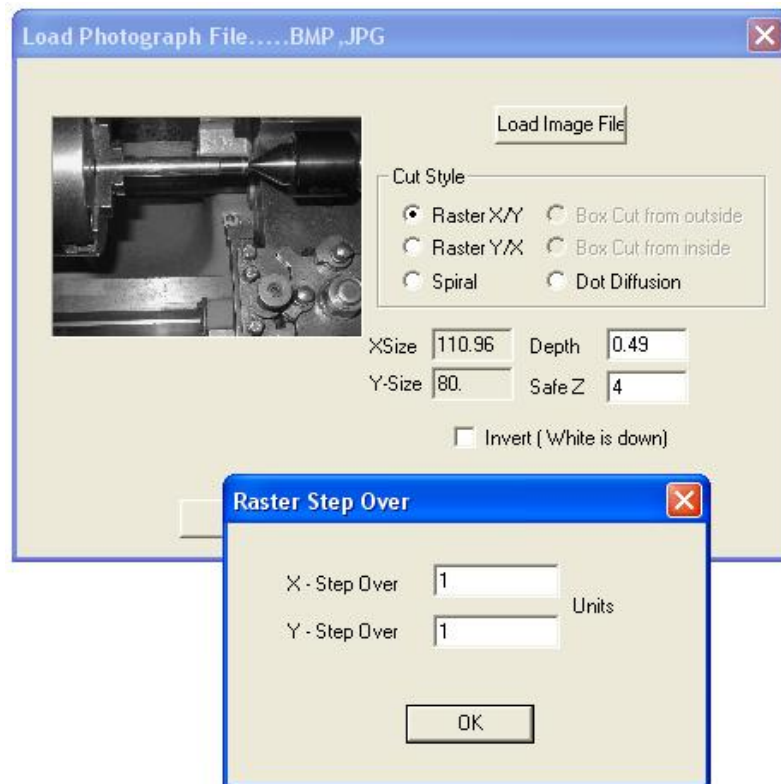 Load Photograph File.....BMP ,JPG
Load Image File
Cut Style
Raster X/Y Box Cut from outside
Raster Y/X Box Cut from inside
Spiral Dot Diffusion
XSize 110.96 Depth 0.49
Y-Size 80. Safe Z 4
Invert ( White is down)
Raster Step Over
X - Step Over 1
Units
Y - Step Over 1
OK